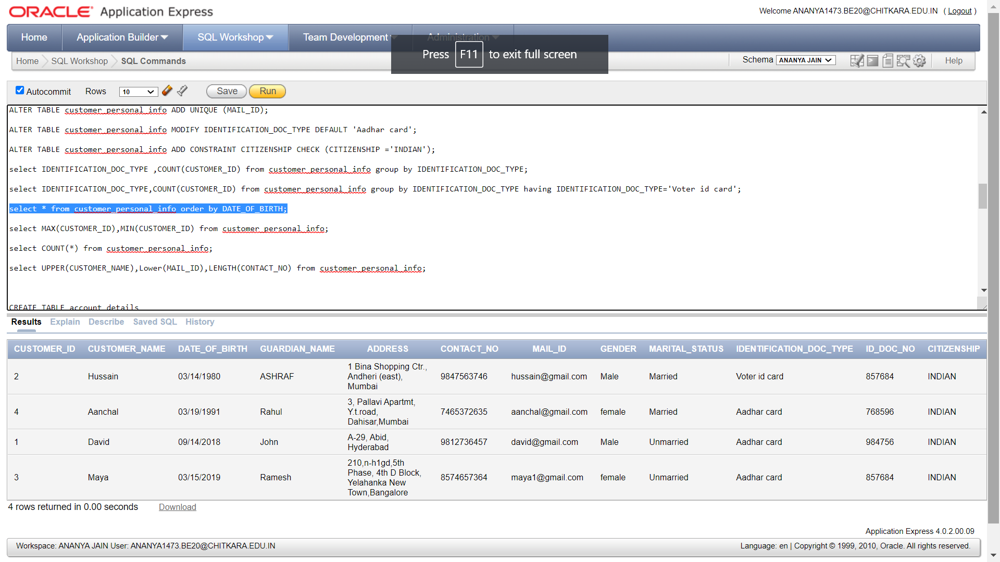 ORACLE Application Express
Welcome ANANYA1473.BE20@CHITKARA.EDU.IN ( Logout )
Home Application Builder SQL Workshop Team Development Administration
Press F11 to exit full screen
Home SQL Workshop SQL Commands
Schema ANANYA JAIN Help
Autocommit Rows 10 Save Run
ALTER TABLE customer_personal_info ADD UNIQUE (MAIL_ID);
ALTER TABLE customer_personal_info MODIFY IDENTIFICATION_DOC_TYPE DEFAULT 'Aadhar card';
ALTER TABLE customer_personal_info ADD CONSTRAINT CITIZENSHIP CHECK (CITIZENSHIP ='INDIAN');
select IDENTIFICATION_DOC_TYPE ,COUNT(CUSTOMER_ID) from customer_personal_info group by IDENTIFICATION_DOC_TYPE;
select IDENTIFICATION_DOC_TYPE,COUNT(CUSTOMER_ID) from customer_personal_info group by IDENTIFICATION_DOC_TYPE having IDENTIFICATION_DOC_TYPE='Voter id card';
select * from customer_personal_info order by DATE_OF_BIRTH;
select MAX(CUSTOMER_ID),MIN(CUSTOMER_ID) from customer_personal_info;
select COUNT(*) from customer_personal_info;
select UPPER(CUSTOMER_NAME),Lower(MAIL_ID),LENGTH(CONTACT_NO) from customer_personal_info;
CREATE TABLE account_details
Results Explain Describe Saved SQL History
CUSTOMER_ID CUSTOMER_NAME DATE_OF_BIRTH GUARDIAN_NAME ADDRESS CONTACT_NO MAIL_ID GENDER MARITAL_STATUS IDENTIFICATION_DOC_TYPE ID_DOC_NO CITIZENSHIP
2 Hussain 03/14/1980 ASHRAF 1 Bina Shopping Ctr., Andheri (east), Mumbai 9847563746 hussain@gmail.com Male Married Voter id card 857684 INDIAN
4 Aanchal 03/19/1991 Rahul 3, Pallavi Apartmt, Y.t.road, Dahisar,Mumbai 7465372635 aanchal@gmail.com female Married Aadhar card 768596 INDIAN
1 David 09/14/2018 John A-29, Abid, Hyderabad 9812736457 david@gmail.com Male Unmarried Aadhar card 984756 INDIAN
3 Maya 03/15/2019 Ramesh 210,n-h1gd,5th Phase, 4th D Block, Yelahanka New Town,Bangalore 8574657364 maya1@gmail.com female Unmarried Aadhar card 857684 INDIAN
4 rows returned in 0.00 seconds Download
Application Express 4.0.2.00.09
Workspace: ANANYA JAIN User: ANANYA1473.BE20@CHITKARA.EDU.IN
Language: en | Copyright © 1999, 2010, Oracle. All rights reserved.